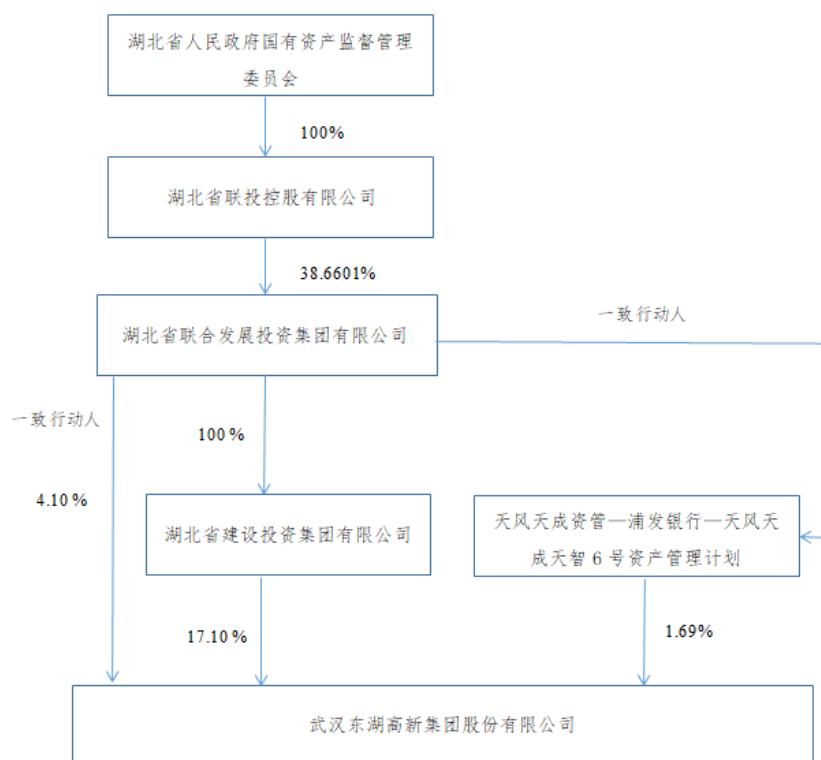 湖北省人民政府国有资产监督管理
委员会
100%
湖北省联投控股有限公司
38.6601%
一致行动人
湖北省联合发展投资集团有限公司
一致行动人
100%
4.10%
天风天成资管—浦发银行—天风天
湖北省建设投资集团有限公司
成天智6号资产管理计划
17.10%
1.69%
武汉东湖高新集团股份有限公司